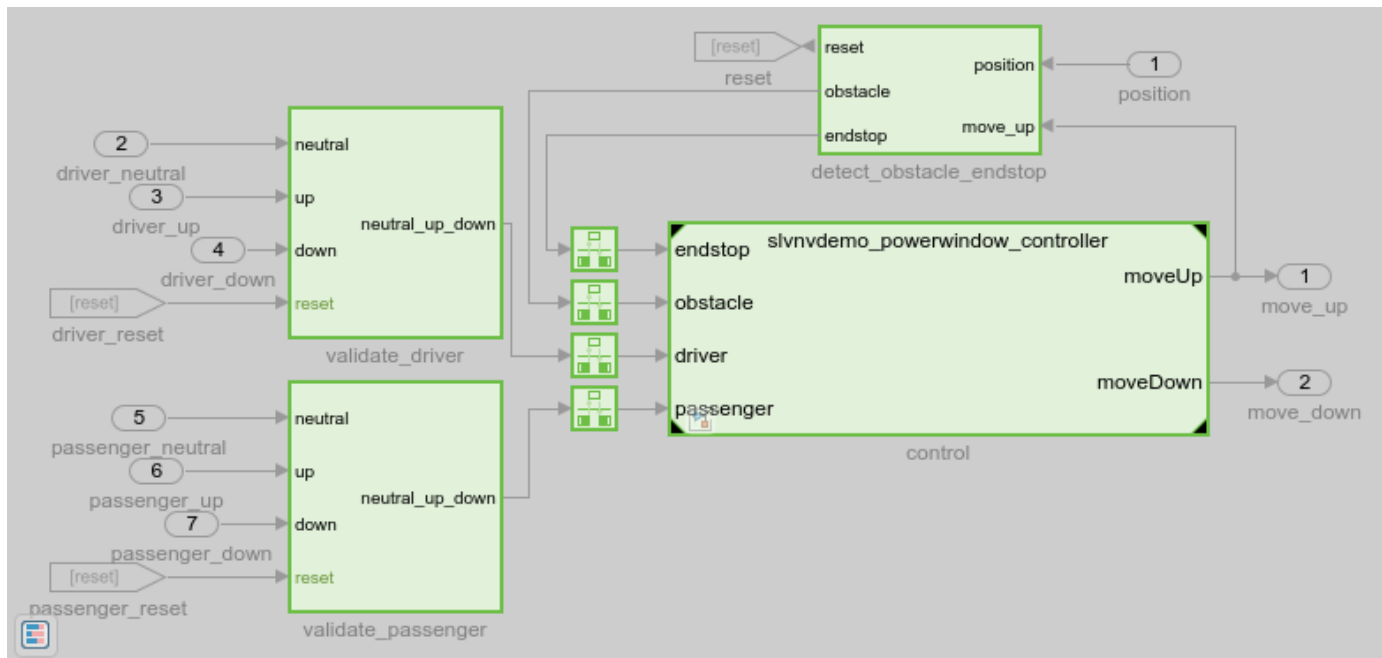 [reset]
reset
reset
obstacle
endstop
position
move_up
detect_obstacle_endstop
1
position
2
driver_neutral
3
driver_up
4
driver_down
[reset]
driver_reset
neutral
up
down
reset
neutral_up_down
validate_driver
5
passenger_neutral
6
passenger_up
7
passenger_down
[reset]
passenger_reset
neutral
up
down
reset
neutral_up_down
validate_passenger
slvnvdemo_powerwindow_controller
endstop
obstacle
driver
passenger
moveUp
moveDown
control
1
move_up
2
move_down